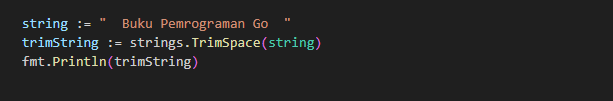 string := "  Buku Pemrograman Go  "
trimString := strings.TrimSpace(string)
fmt.Println(trimString)